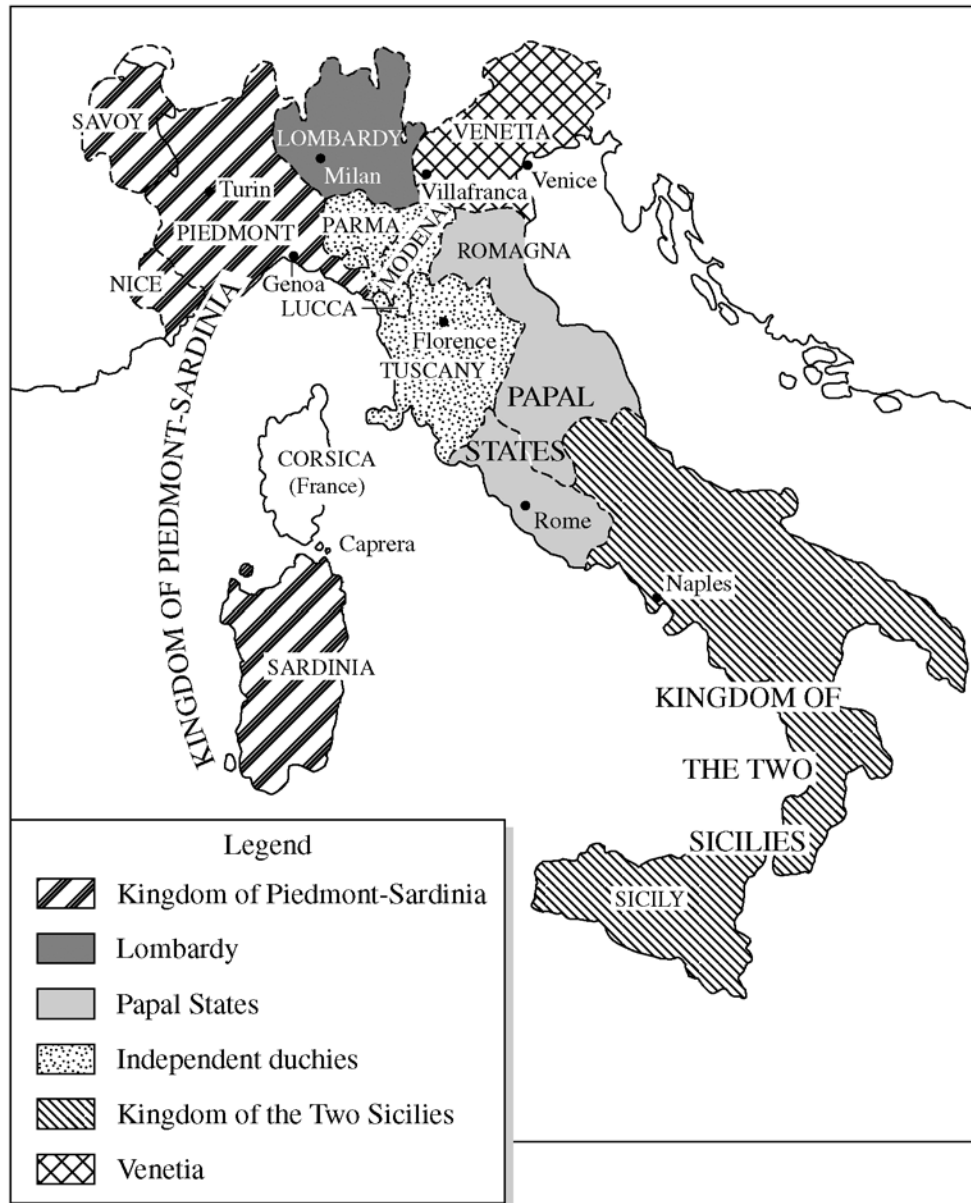 SAVOY
LOMBARDY
VENETIA
Milan
Villafranca
Venice
Turin
PIEDMONT
PARMA
MODENA
ROMAGNA
NICE
Genoa
LUCCA
Florence
TUSCANY
KINGDOM OF PIEDMONT-SARDINIA
PAPAL
STATES
CORSICA
(France)
Rome
Caprera
Naples
SARDINIA
KINGDOM OF
THE TWO
SICILIES
SICILY
Legend
Kingdom of Piedmont-Sardinia
Lombardy
Papal States
Independent duchies
Kingdom of the Two Sicilies
Venetia